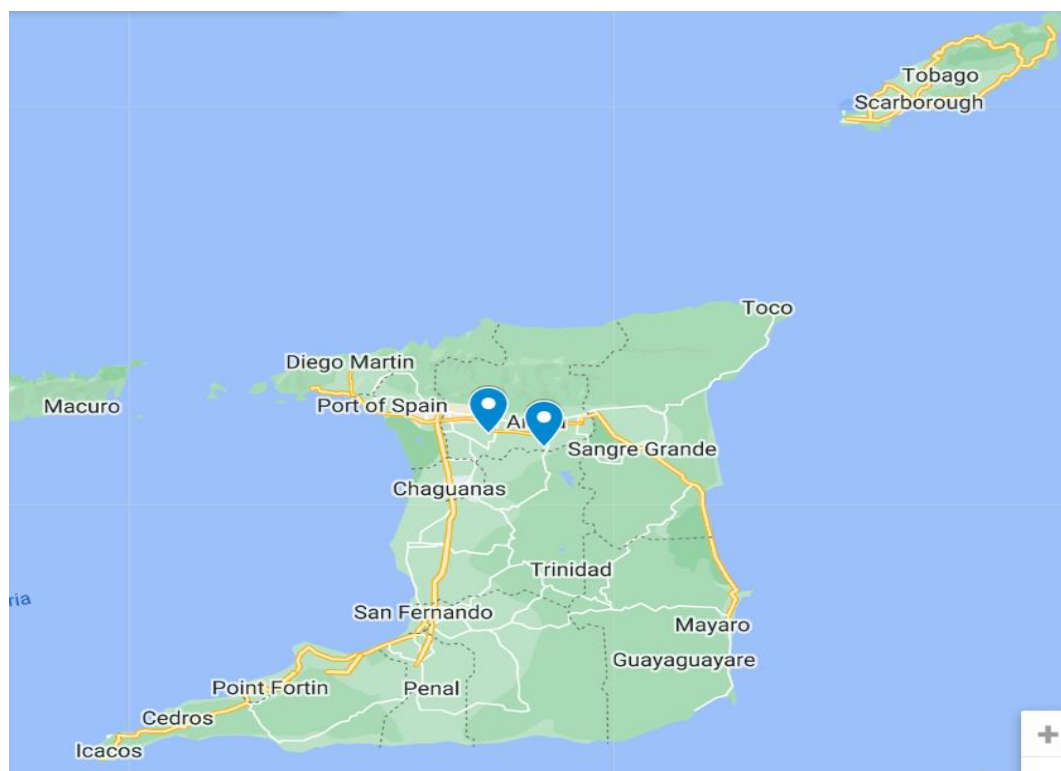 Tobago
Scarborough
Toco
Diego Martin
Macuro
Port of Spain
Sangre Grande
Chaguanas
Trinidad
ria
San Fernando
Mayaro
Guayaguayare
Point Fortin
Penal
Cedros
Icacos
+